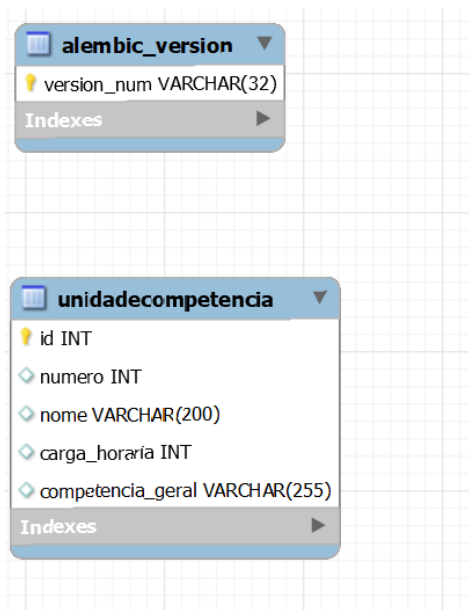 alembic_version
version_num VARCHAR(32)
Indexes
unidadecompetencia
id INT
numero INT
nome VARCHAR(200)
carga_horaria INT
competencia_geral VARCHAR(255)
Indexes